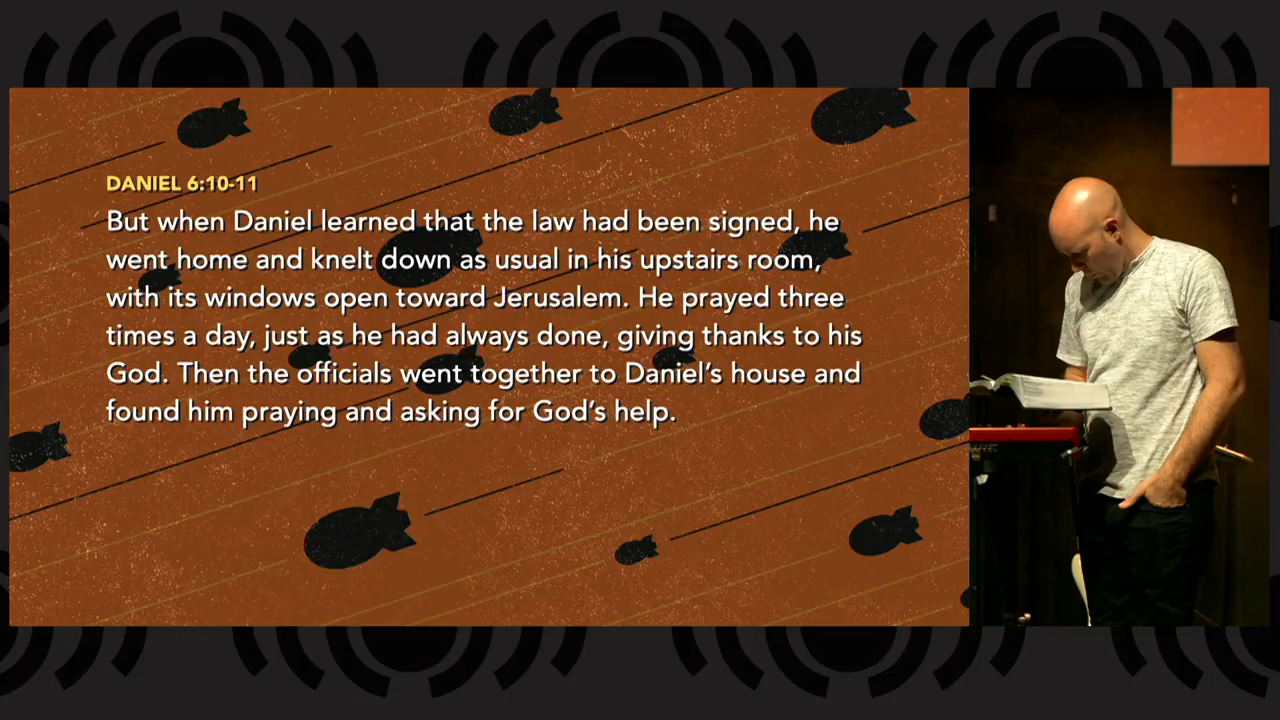 DANIEL 6:10-11
But when Daniel learned that the law had been signed, he
went home and knelt down as usual in his upstairs room,
with its windows open toward Jerusalem. He prayed three
times a day, just as he had always done, giving thanks to his
God. Then the officials went together to Daniel’s house and
found him praying and asking for God’s help.